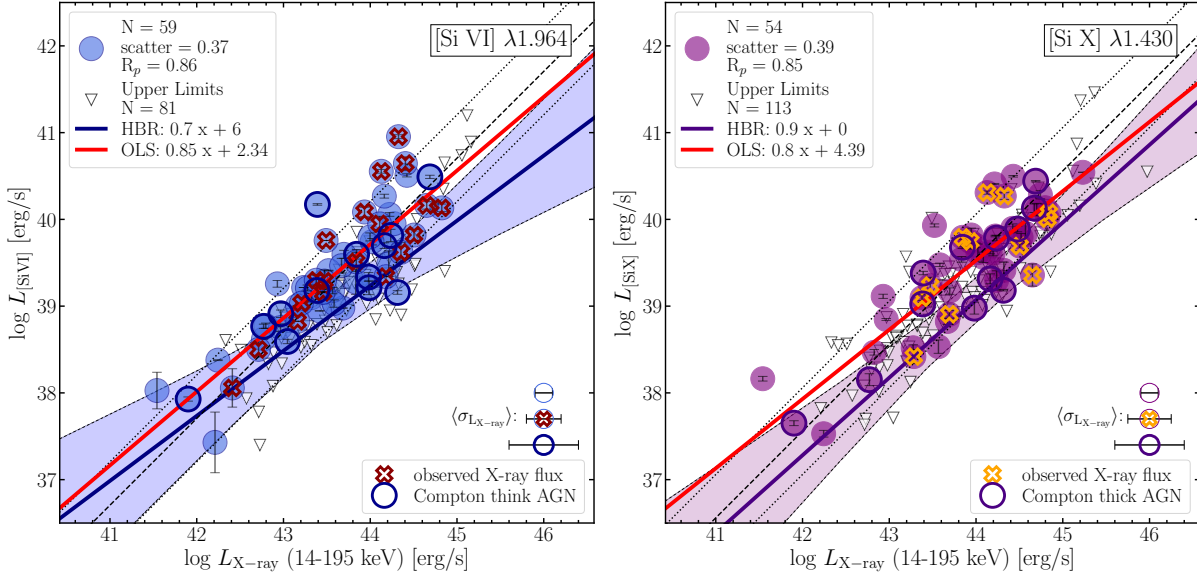 N = 59
scatter = 0.37
R_p = 0.86
Upper Limits
N = 81
HBR: 0.7 x + 6
OLS: 0.85 x + 2.34
[Si VI] λ1.964
42
41
40
39
38
37
log L_[SiVI] [erg/s]
⟨σ_L_X-ray⟩:
observed X-ray flux
Compton think AGN
41 42 43 44 45 46
log L_X−ray (14-195 keV) [erg/s]
N = 54
scatter = 0.39
R_p = 0.85
Upper Limits
N = 113
HBR: 0.9 x + 0
OLS: 0.8 x + 4.39
[Si X] λ1.430
42
41
40
39
38
37
log L_[SiX] [erg/s]
⟨σ_L_X-ray⟩:
observed X-ray flux
Compton think AGN
41 42 43 44 45 46
log L_X−ray (14-195 keV) [erg/s]